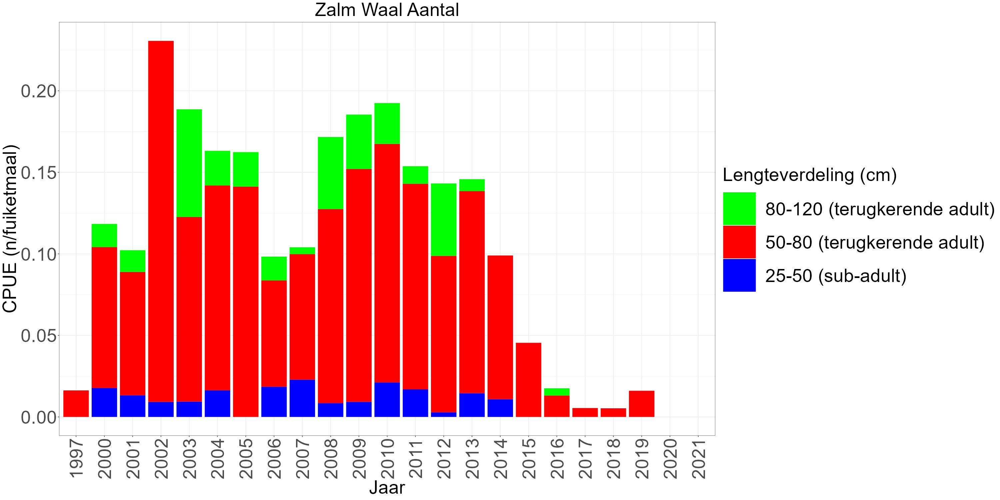 Zalm Waal Aantal
CPUE (n/fuiketmaal)
0.20
0.15
0.10
0.05
0.00
1997 2000 2001 2002 2003 2004 2005 2006 2007 2008 2009 2010 2011 2012 2013 2014 2015 2016 2017 2018 2019 2020 2021
Jaar
Lengteverdeling (cm)
80-120 (terugkerende adult)
50-80 (terugkerende adult)
25-50 (sub-adult)